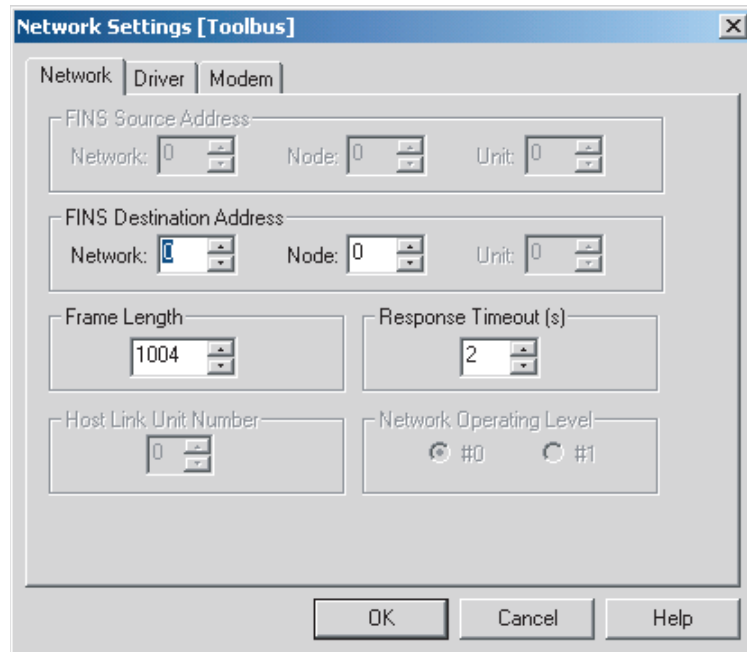 Network Settings [Toolbus]
Network Driver Modem
FINS Source Address
Network: 0 Node: 0 Unit: 0
FINS Destination Address
Network: 0 Node: 0 Unit: 0
Frame Length Response Timeout (s)
1004 2
Host Link Unit Number Network Operating Level
0 #0 #1
OK Cancel Help